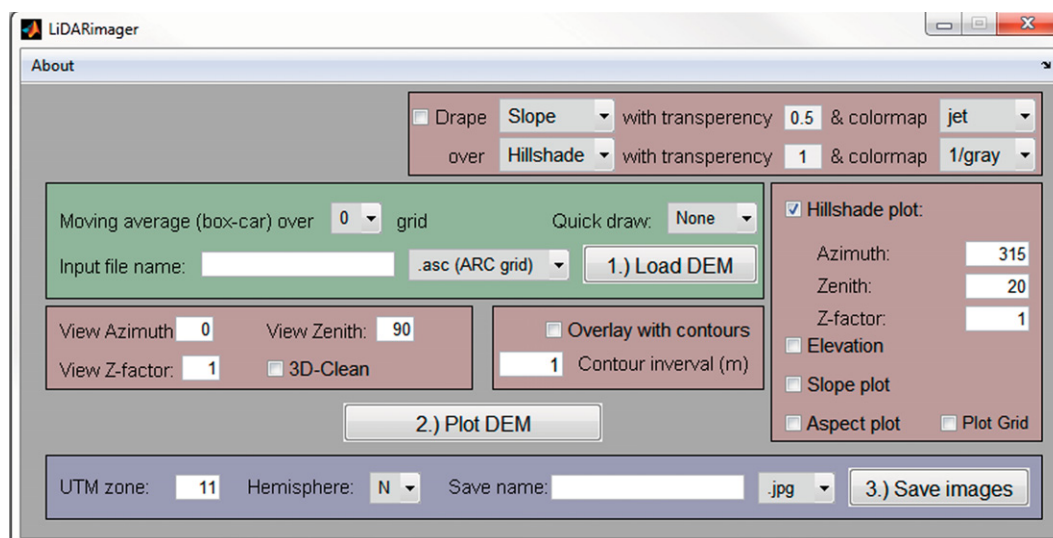 LiDARimager
About
Drape Slope with transperency 0.5 & colormap jet
over Hillshade with transperency 1 & colormap 1/gray
Moving average (box-car) over 0 grid Quick draw: None
Input file name: .asc (ARC grid) 1.) Load DEM
Hillshade plot:
Azimuth: 315
Zenith: 20
Z-factor: 1
Elevation
Slope plot
Aspect plot Plot Grid
View Azimuth 0 View Zenith: 90
View Z-factor: 1 3D-Clean
Overlay with contours
1 Contour inverval (m)
2.) Plot DEM
UTM zone: 11 Hemisphere: N Save name: .jpg 3.) Save images